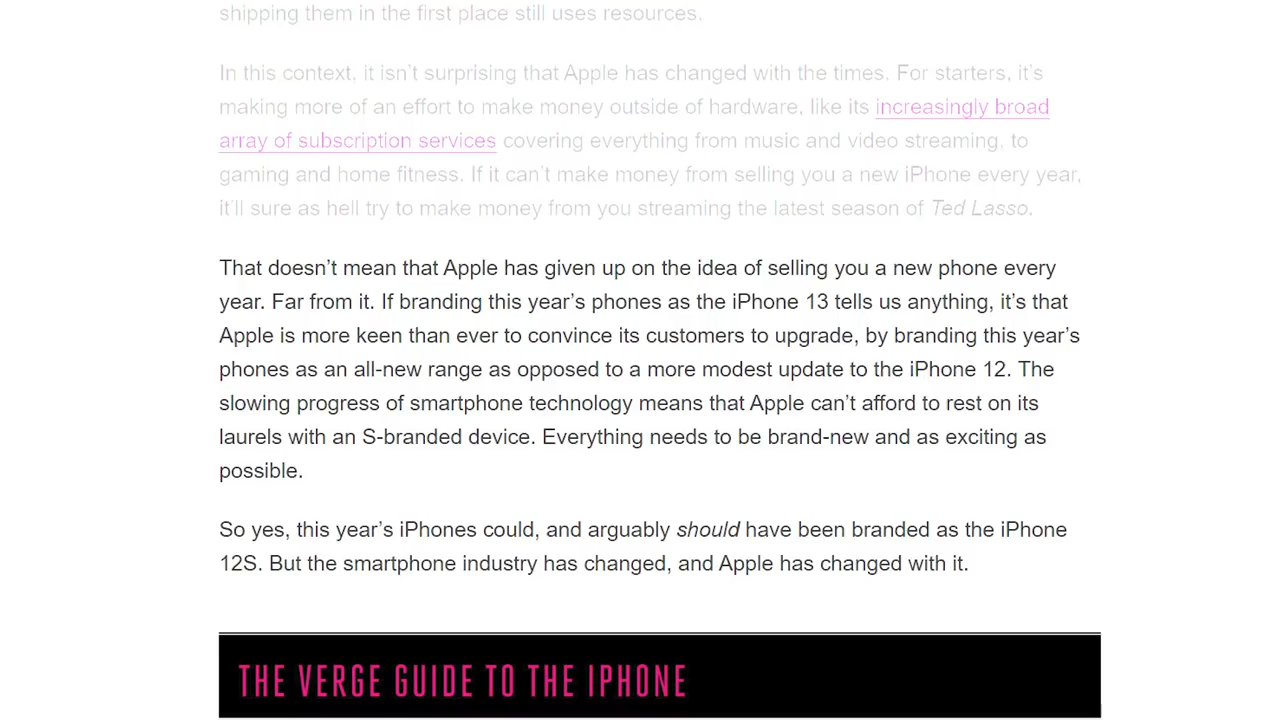 shipping them in the first place still uses resources.
In this context, it isn’t surprising that Apple has changed with the times. For starters, it’s
making more of an effort to make money outside of hardware, like its increasingly broad
array of subscription services covering everything from music and video streaming, to
gaming and home fitness. If it can’t make money from selling you a new iPhone every year,
it’ll sure as hell try to make money from you streaming the latest season of Ted Lasso.
That doesn’t mean that Apple has given up on the idea of selling you a new phone every
year. Far from it. If branding this year’s phones as the iPhone 13 tells us anything, it’s that
Apple is more keen than ever to convince its customers to upgrade, by branding this year’s
phones as an all-new range as opposed to a more modest update to the iPhone 12. The
slowing progress of smartphone technology means that Apple can’t afford to rest on its
laurels with an S-branded device. Everything needs to be brand-new and as exciting as
possible.
So yes, this year’s iPhones could, and arguably should have been branded as the iPhone
12S. But the smartphone industry has changed, and Apple has changed with it.
THE VERGE GUIDE TO THE IPHONE